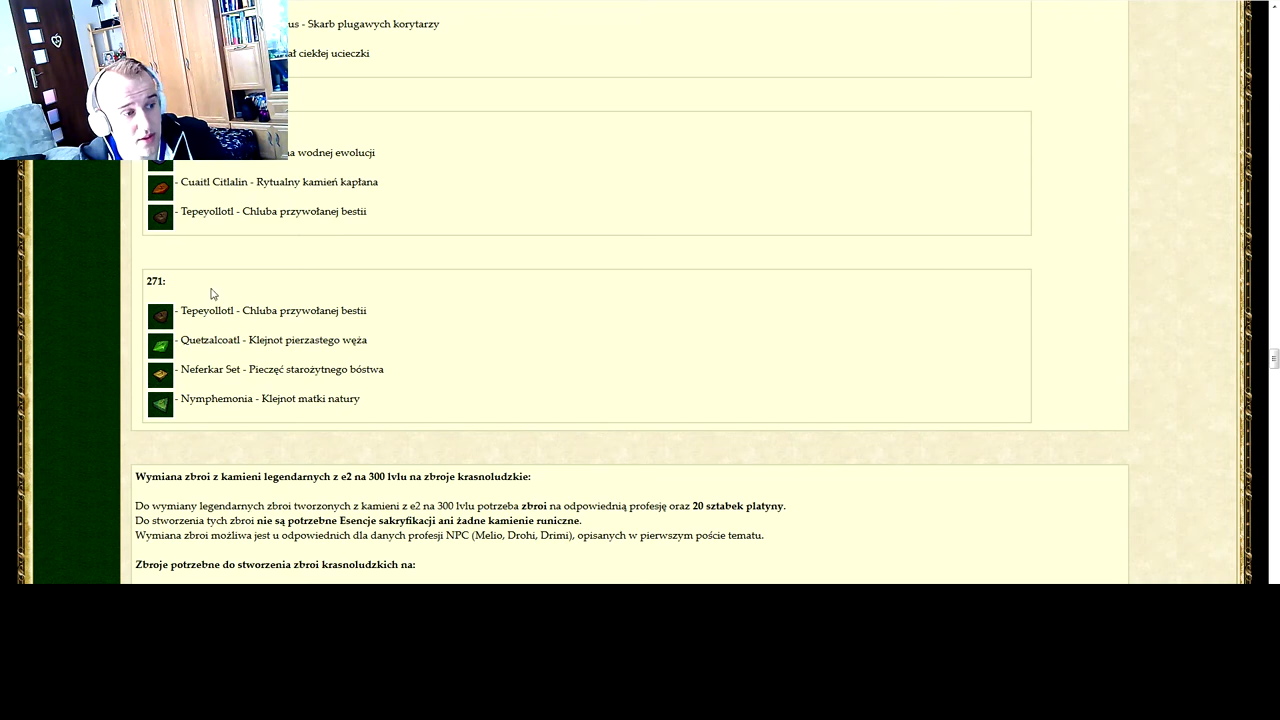 - Skarb plugawych korytarzy
ciekłej ucieczki
wodnej ewolucji
- Cuaitl Citlalin - Rytualny kamień kapłana
- Tepeyollotl - Chluba przywołanej bestii
271:
- Tepeyollotl - Chluba przywołanej bestii
- Quetzalcoatl - Klejnot pierzastego węża
- Neferkar Set - Pieczęć starożytnego bóstwa
- Nymphemonia - Klejnot matki natury
Wymiana zbroi z kamieni legendarnych z e2 na 300 lvlu na zbroje krasnoludzkie:
Do wymiany legendarnych zbroi tworzonych z kamieni z e2 na 300 lvlu potrzeba zbroi na odpowiednią profesję oraz 20 sztabek platyny.
Do stworzenia tych zbroi nie są potrzebne Esencje sakryfikacji ani żadne kamienie runiczne.
Wymiana zbroi możliwa jest u odpowiednich dla danych profesji NPC (Melio, Drohi, Drimi), opisanych w pierwszym poście tematu.
Zbroje potrzebne do stworzenia zbroi krasnoludzkich na: